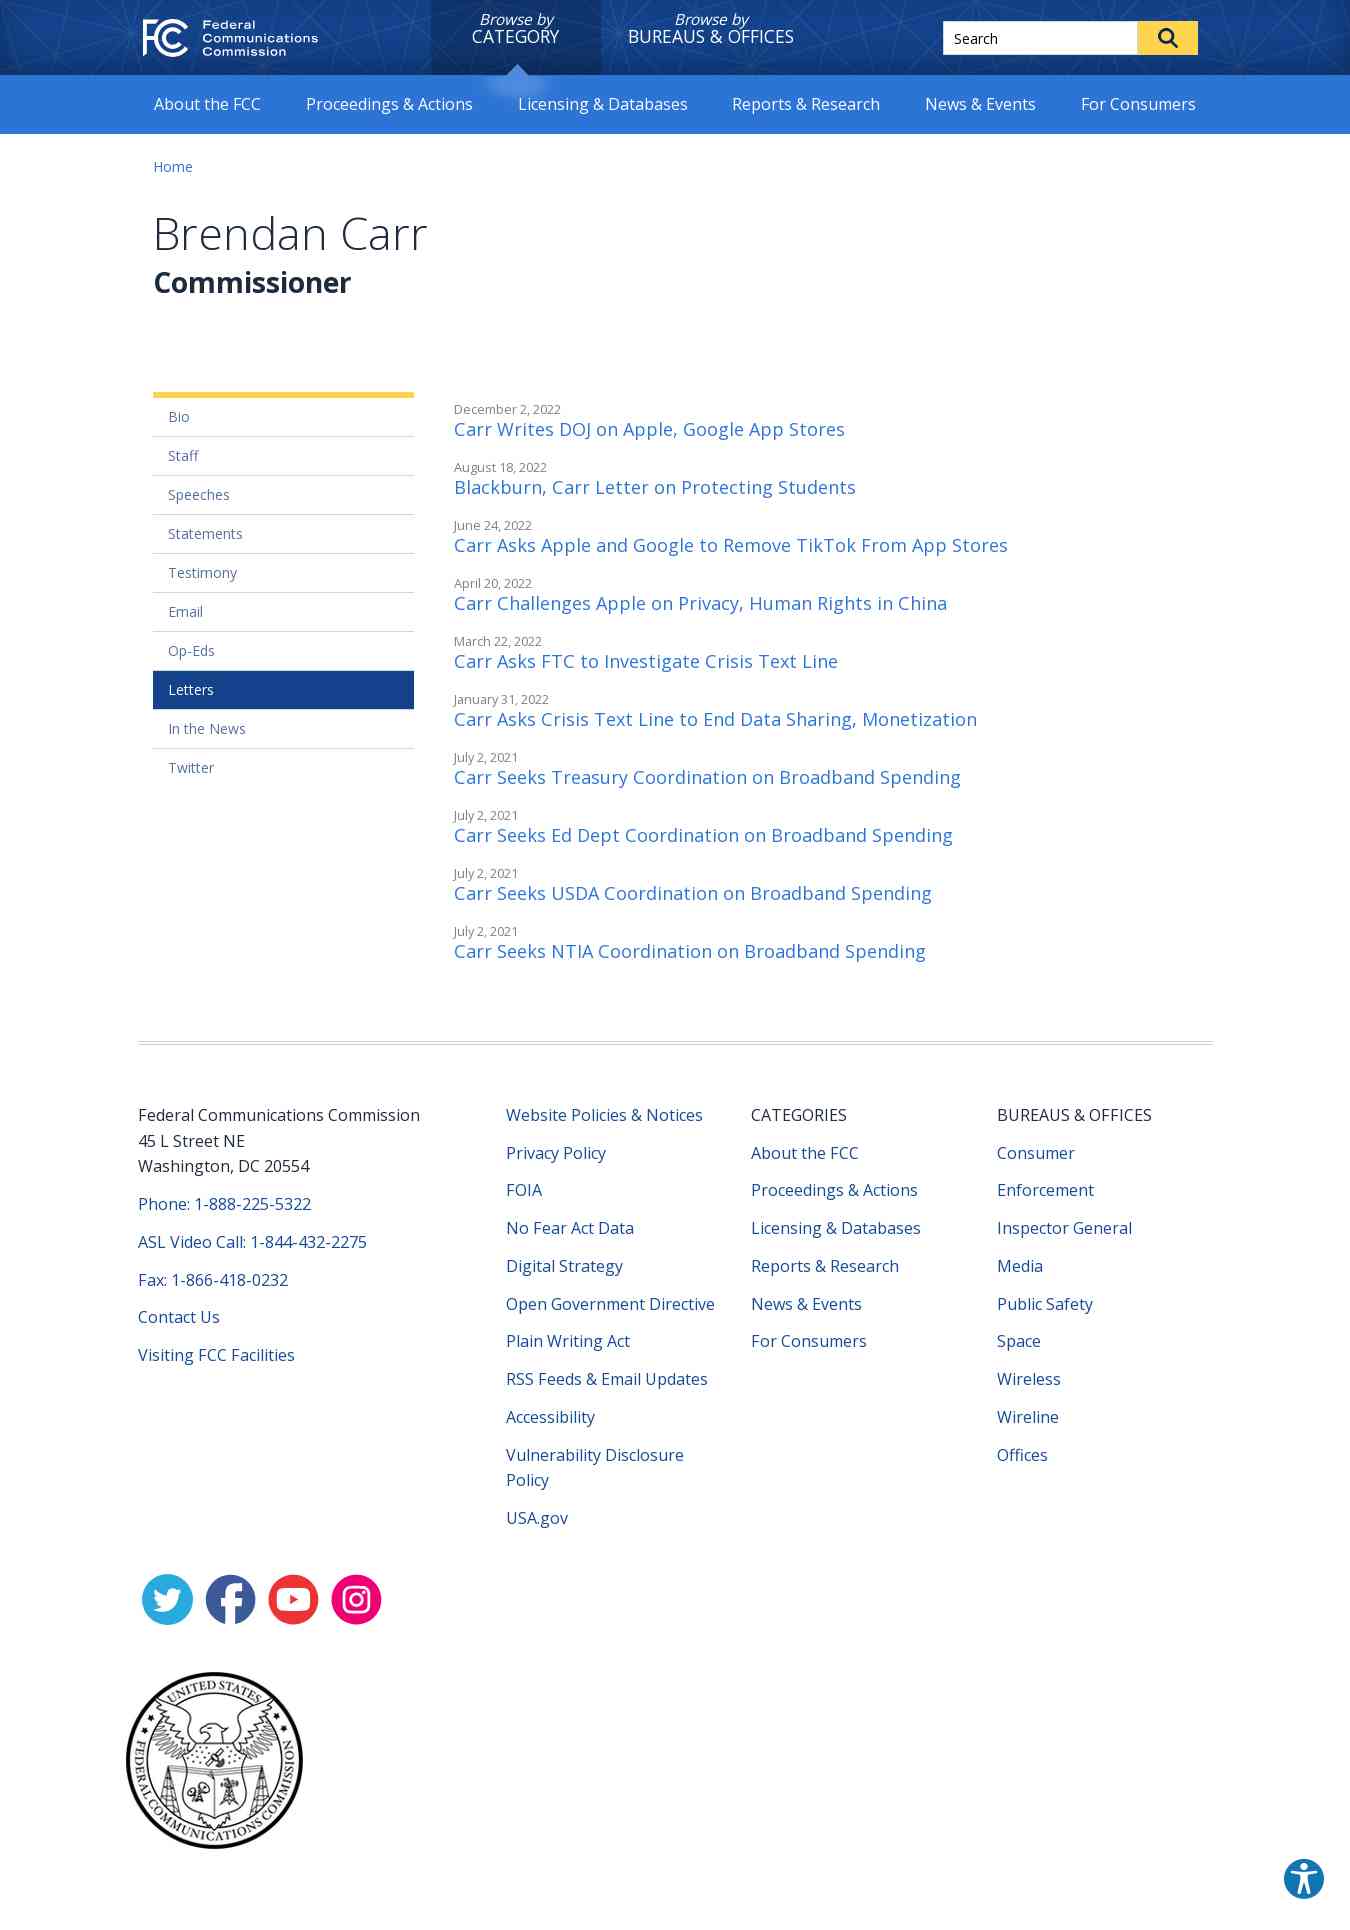 Federal
Communications
Commission
Browse by
CATEGORY
Browse by
BUREAUS & OFFICES
Search
About the FCC
Proceedings & Actions
Licensing & Databases
Reports & Research
News & Events
For Consumers
Home
Brendan Carr
Commissioner
Bio
Staff
Speeches
Statements
Testimony
Email
Op-Eds
Letters
In the News
Twitter
December 2, 2022
Carr Writes DOJ on Apple, Google App Stores
August 18, 2022
Blackburn, Carr Letter on Protecting Students
June 24, 2022
Carr Asks Apple and Google to Remove TikTok From App Stores
April 20, 2022
Carr Challenges Apple on Privacy, Human Rights in China
March 22, 2022
Carr Asks FTC to Investigate Crisis Text Line
January 31, 2022
Carr Asks Crisis Text Line to End Data Sharing, Monetization
July 2, 2021
Carr Seeks Treasury Coordination on Broadband Spending
July 2, 2021
Carr Seeks Ed Dept Coordination on Broadband Spending
July 2, 2021
Carr Seeks USDA Coordination on Broadband Spending
July 2, 2021
Carr Seeks NTIA Coordination on Broadband Spending
Federal Communications Commission
45 L Street NE
Washington, DC 20554
Phone: 1-888-225-5322
ASL Video Call: 1-844-432-2275
Fax: 1-866-418-0232
Contact Us
Visiting FCC Facilities
Website Policies & Notices
Privacy Policy
FOIA
No Fear Act Data
Digital Strategy
Open Government Directive
Plain Writing Act
RSS Feeds & Email Updates
Accessibility
Vulnerability Disclosure
Policy
USA.gov
CATEGORIES
About the FCC
Proceedings & Actions
Licensing & Databases
Reports & Research
News & Events
For Consumers
BUREAUS & OFFICES
Consumer
Enforcement
Inspector General
Media
Public Safety
Space
Wireless
Wireline
Offices
UNITED STATES
FEDERAL COMMUNICATIONS COMMISSION